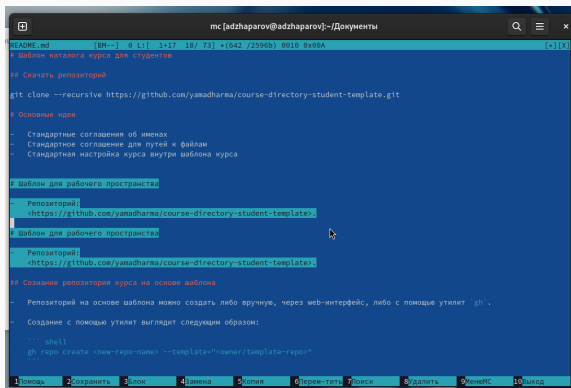 mc [adzhaparov@adzhaparov]:~/Документы
README.md [BM--] 0 L:[ 1+17 18/ 73] *(642 /2596b) 0010 0x00A [*][X]
# Шаблон каталога курса для студентов
## Скачать репозиторий
git clone --recursive https://github.com/yamadharma/course-directory-student-template.git
# Основные идеи
- Стандартные соглашения об именах
- Стандартное соглашение для путей к файлам
- Стандартная настройка курса внутри шаблона курса
# Шаблон для рабочего пространства
- Репозиторий:
<https://github.com/yamadharma/course-directory-student-template>.
# Шаблон для рабочего пространства
- Репозиторий:
<https://github.com/yamadharma/course-directory-student-template>.
## Сознание репозитория курса на основе шаблона
- Репозиторий на основе шаблона можно создать либо вручную, через web-интерфейс, либо с помощью утилит `gh`.
- Создание с помощью утилит выглядит следующим образом:
``` shell
gh repo create <new-repo-name> --template="<owner/template-repo>"
```
1Помощь 2Сохранить 3Блок 4Замена 5Копия 6Перем~тить 7Поиск 8Удалить 9МенюMC 10Выход